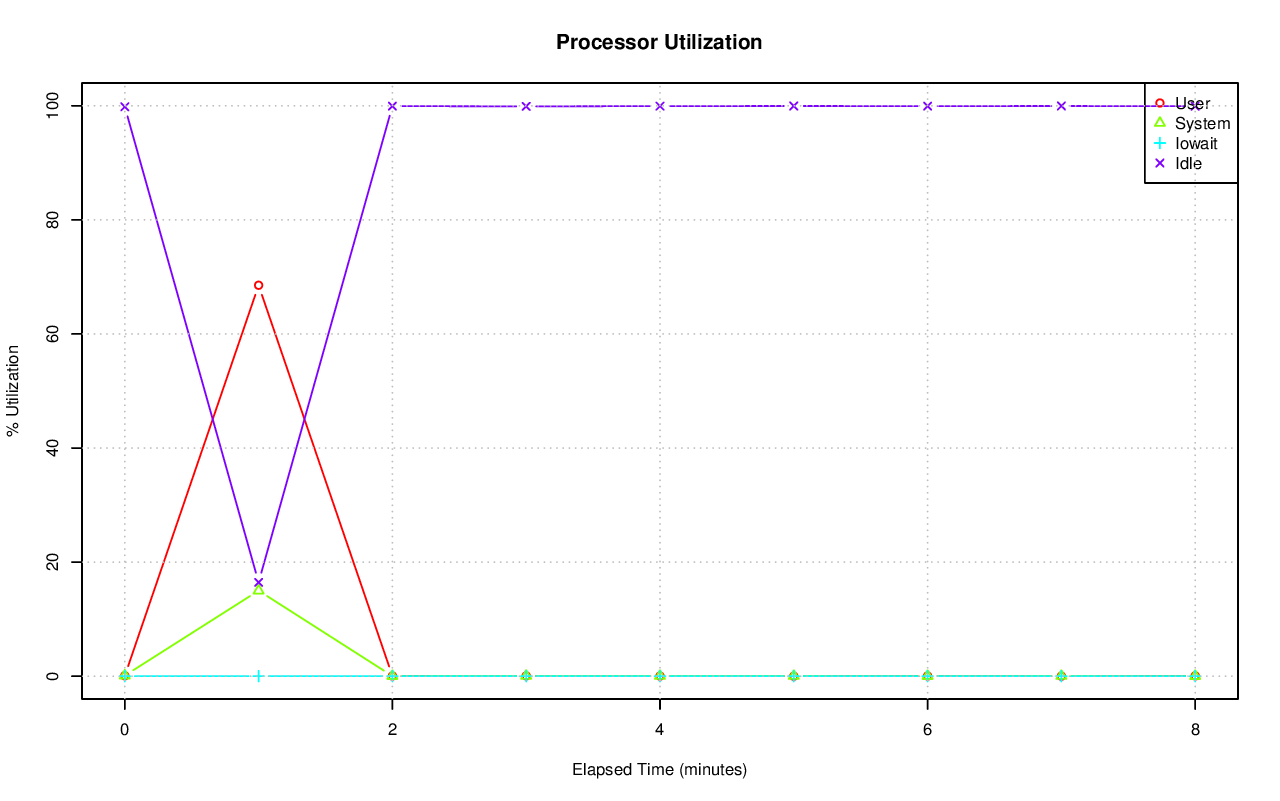 Processor Utilization
100
80
60
40
20
0
% Utilization
User
System
Iowait
Idle
0 2 4 6 8
Elapsed Time (minutes)